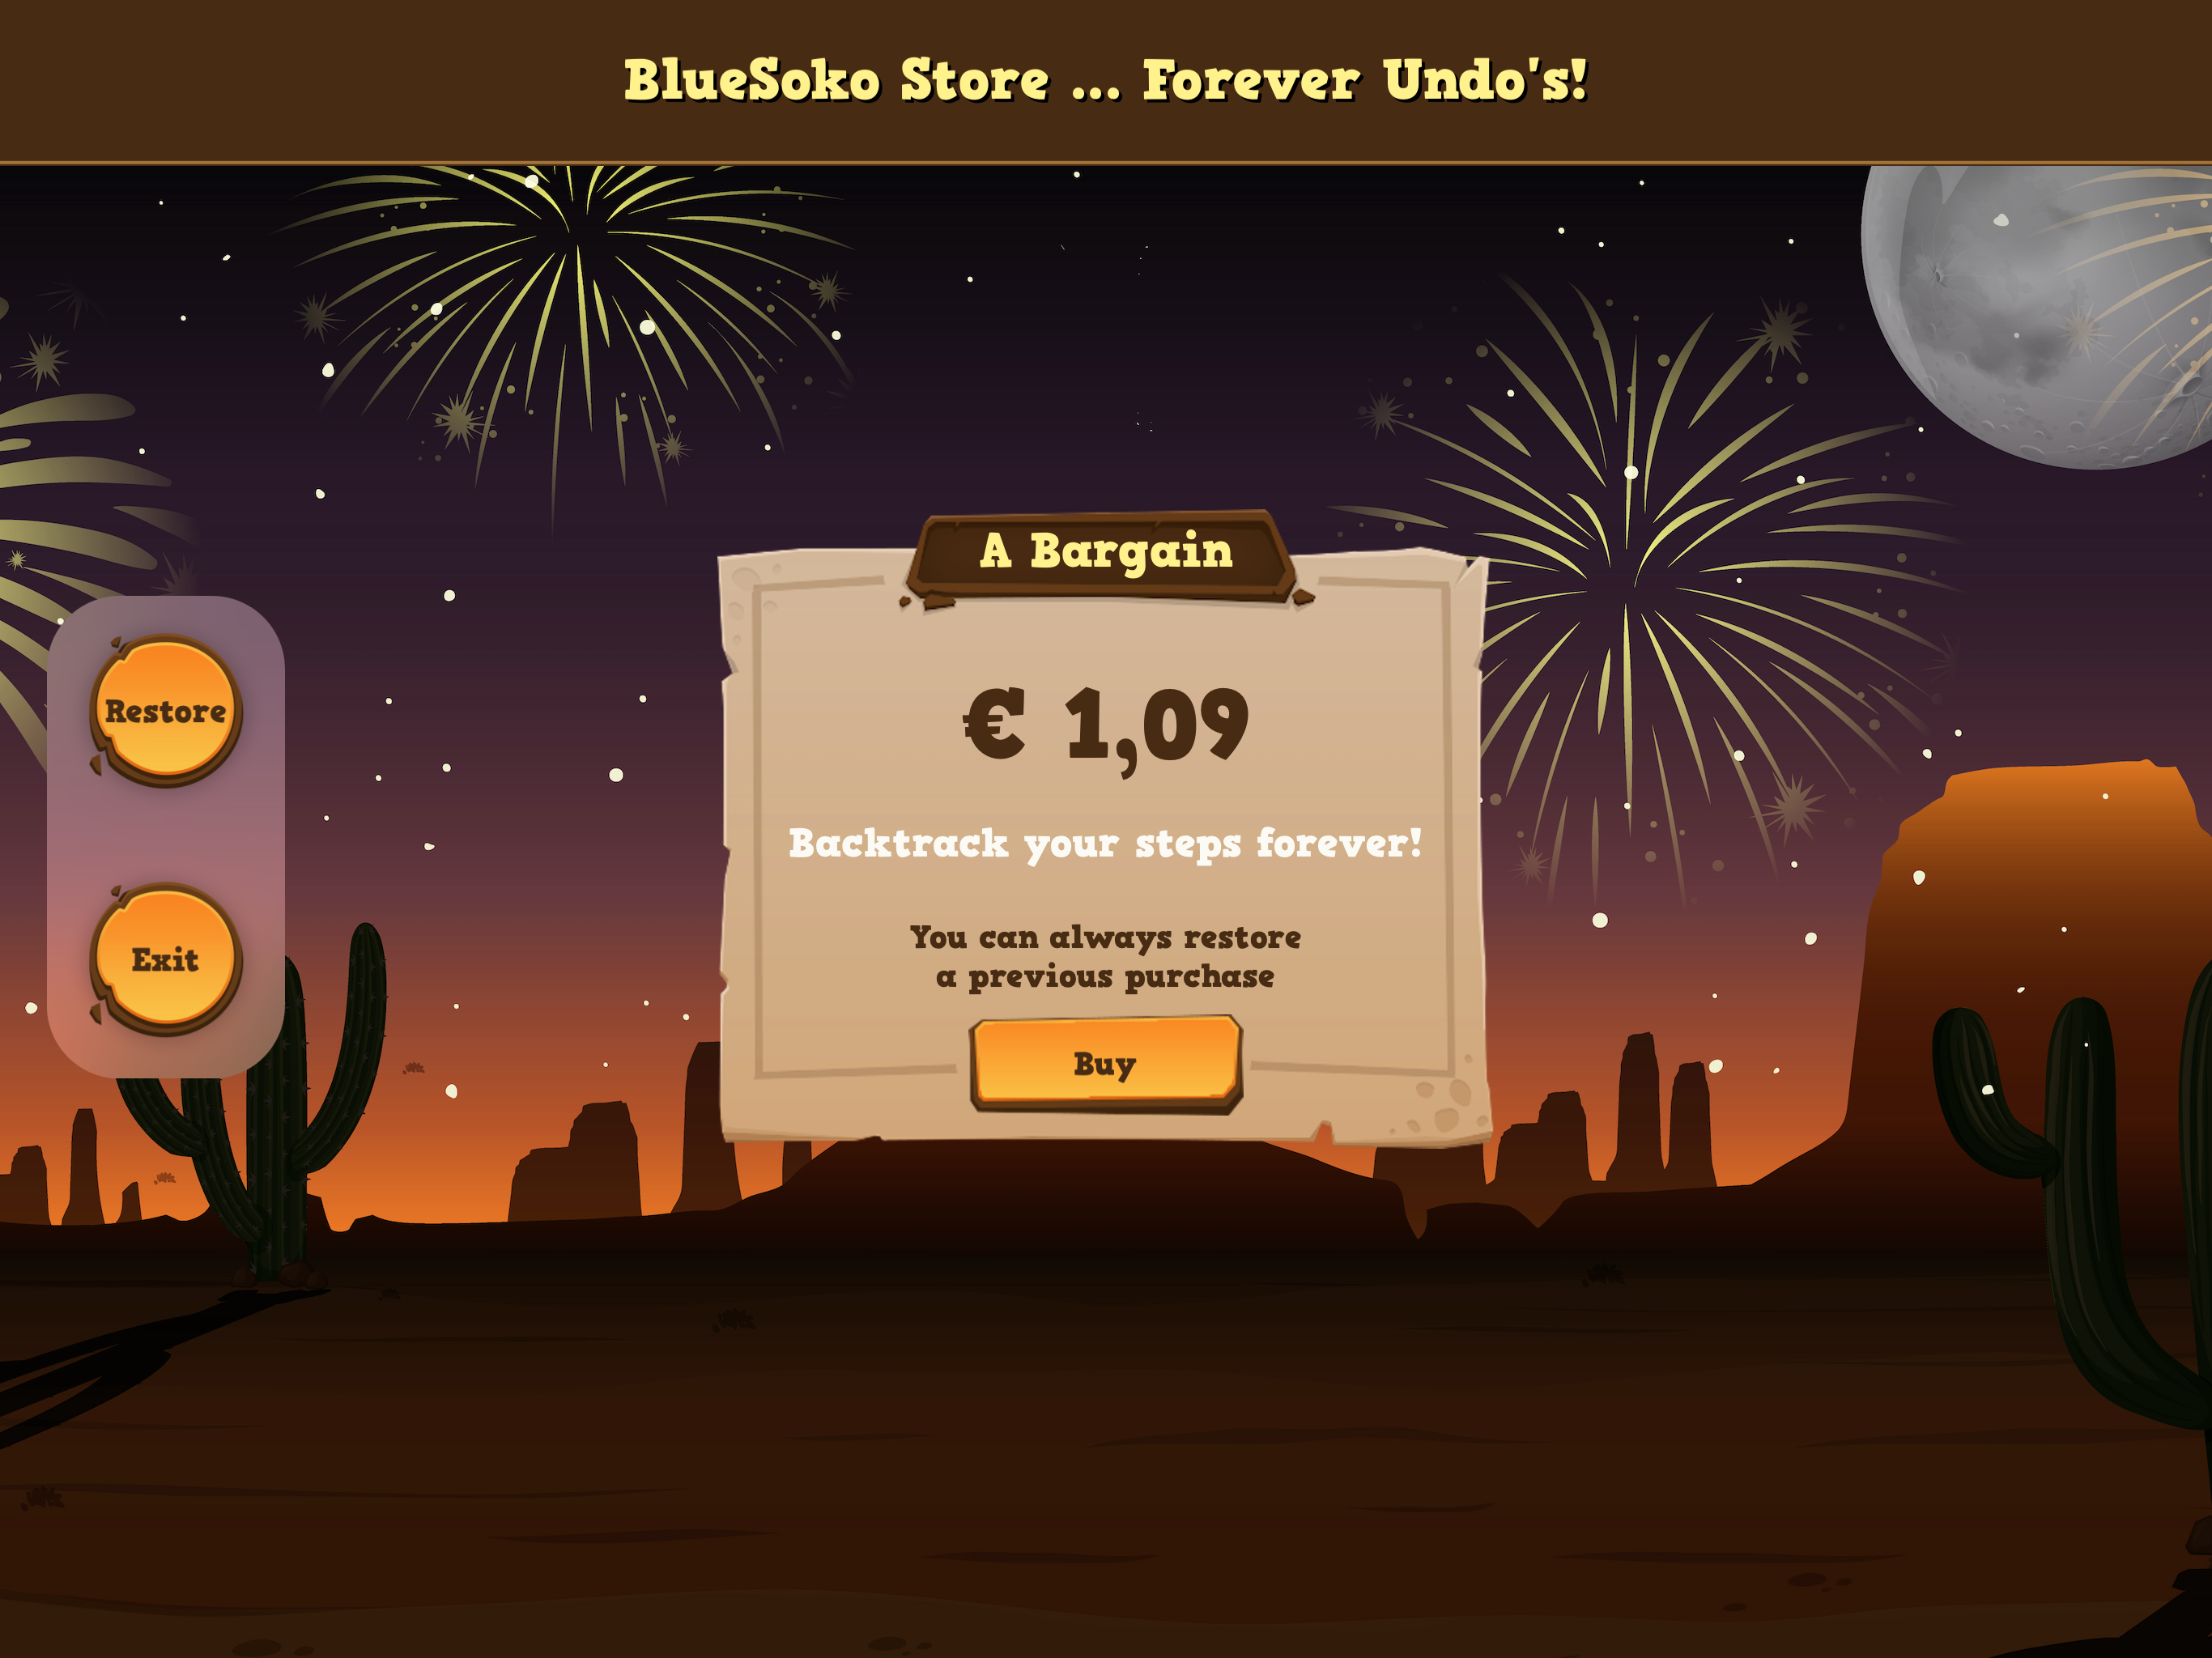 BlueSoko Store ... Forever Undo's!
A Bargain
€ 1,09
Backtrack your steps forever!
You can always restore
a previous purchase
Buy
Restore
Exit